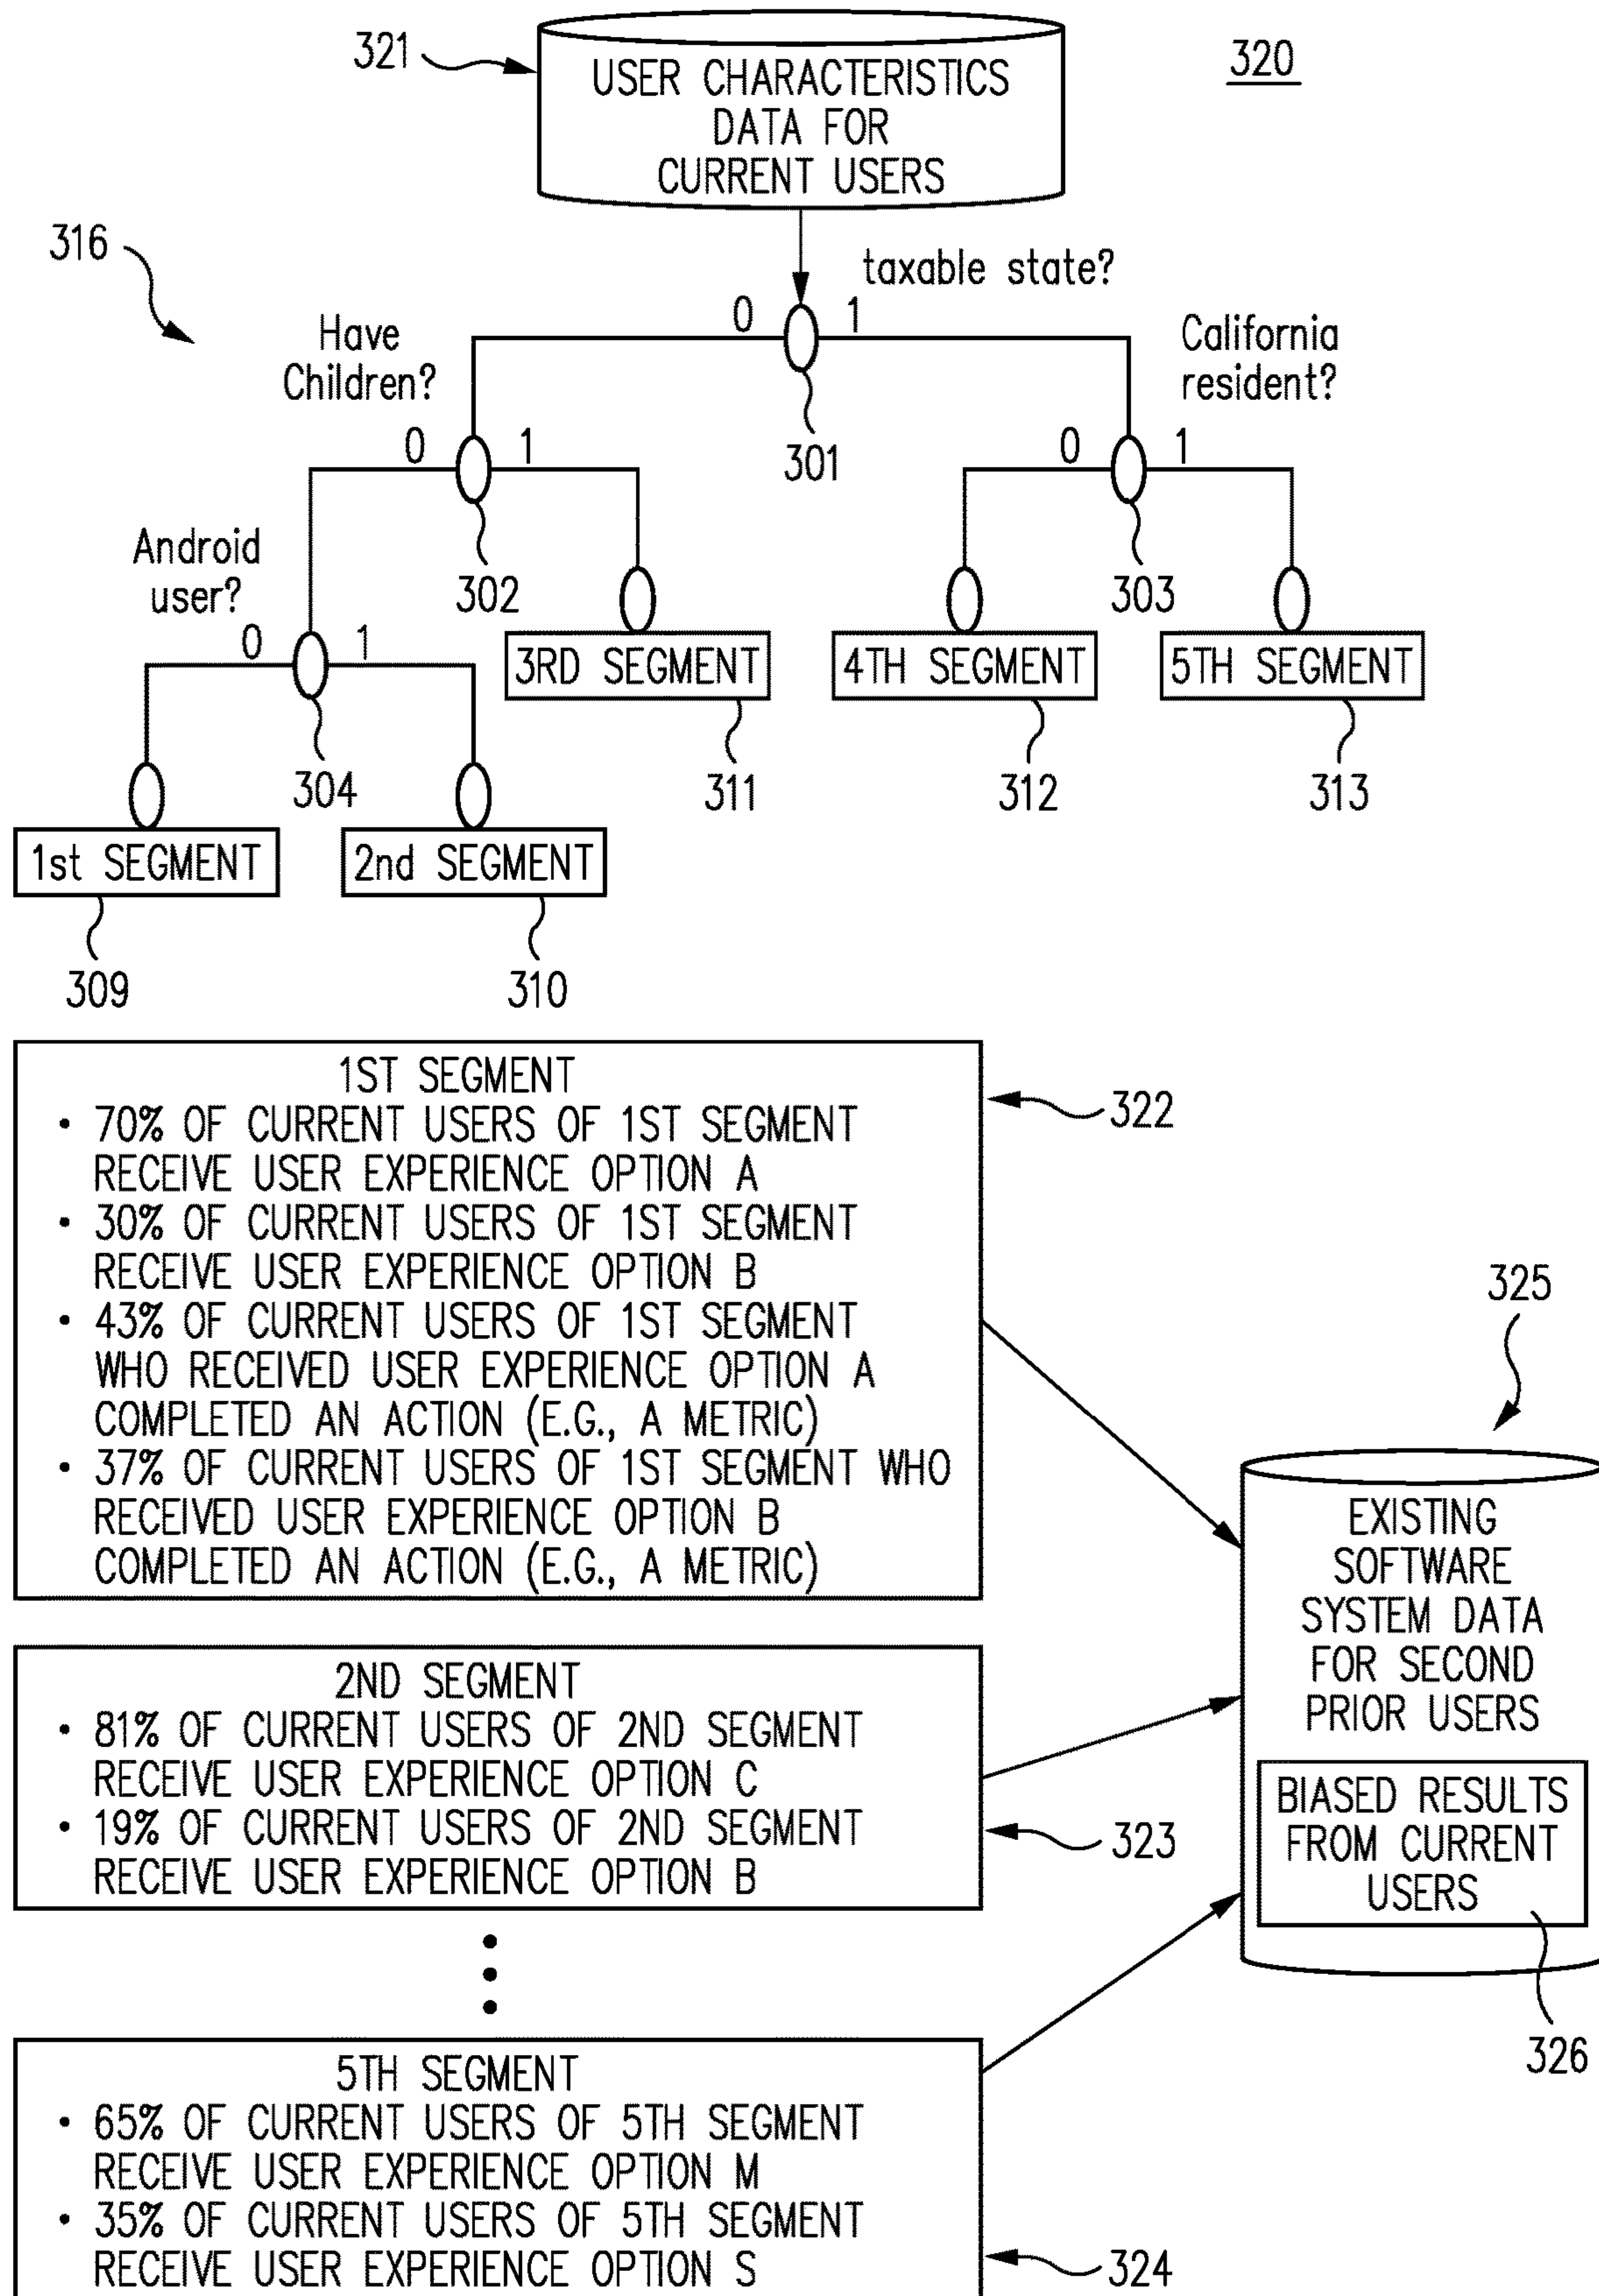 321
USER CHARACTERISTICS
DATA FOR
CURRENT USERS
320
316
taxable state?
0
1
Have
Children?
California
resident?
301
0
1
0
1
Android
user?
302
303
0
1
3RD SEGMENT
4TH SEGMENT
5TH SEGMENT
304
311
312
313
1st SEGMENT
2nd SEGMENT
309
310
1ST SEGMENT
• 70% OF CURRENT USERS OF 1ST SEGMENT
RECEIVE USER EXPERIENCE OPTION A
• 30% OF CURRENT USERS OF 1ST SEGMENT
RECEIVE USER EXPERIENCE OPTION B
• 43% OF CURRENT USERS OF 1ST SEGMENT
WHO RECEIVED USER EXPERIENCE OPTION A
COMPLETED AN ACTION (E.G., A METRIC)
• 37% OF CURRENT USERS OF 1ST SEGMENT WHO
RECEIVED USER EXPERIENCE OPTION B
COMPLETED AN ACTION (E.G., A METRIC)
322
325
EXISTING
SOFTWARE
SYSTEM DATA
FOR SECOND
PRIOR USERS
BIASED RESULTS
FROM CURRENT
USERS
326
2ND SEGMENT
• 81% OF CURRENT USERS OF 2ND SEGMENT
RECEIVE USER EXPERIENCE OPTION C
• 19% OF CURRENT USERS OF 2ND SEGMENT
RECEIVE USER EXPERIENCE OPTION B
323
5TH SEGMENT
• 65% OF CURRENT USERS OF 5TH SEGMENT
RECEIVE USER EXPERIENCE OPTION M
• 35% OF CURRENT USERS OF 5TH SEGMENT
RECEIVE USER EXPERIENCE OPTION S
324